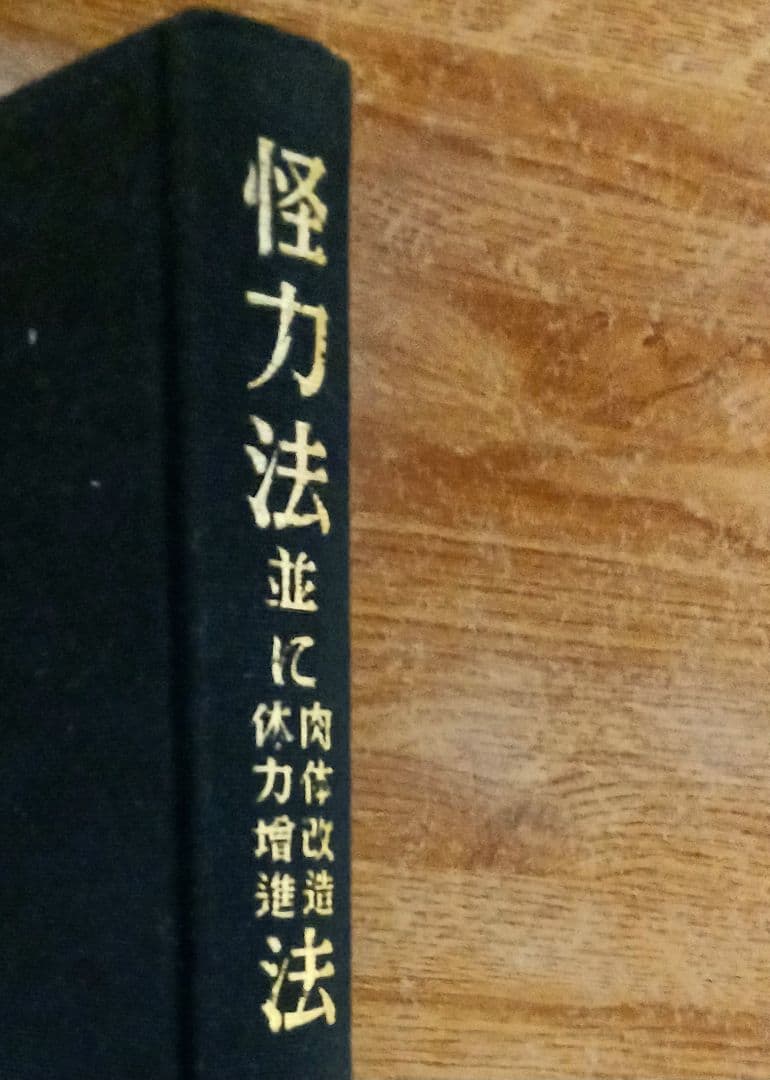 怪力法並に
肉体改造
体力増進
法